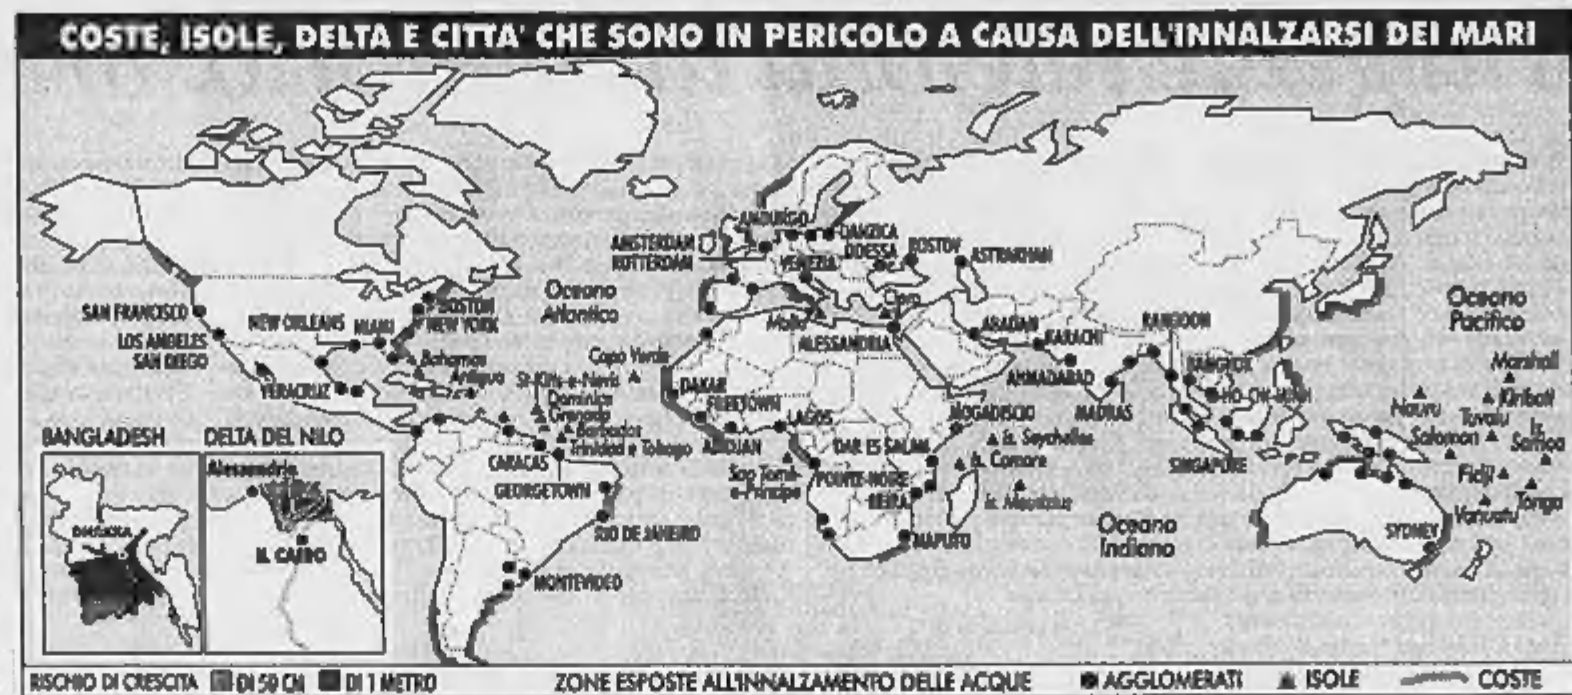 COSTE, ISOLE, DELTA E CITTA' CHE SONO IN PERICOLO A CAUSA DELL'INNALZARSI DEI MARI
AMBURGO
AMSTERDAM
ROTTERDAM
DANZICA
ODESSA
ROSTOV
ASTRAKHAN
VENEZIA
Oceano
Atlantico
Oceano
Pacifico
SAN FRANCISCO
LOS ANGELES
SAN DIEGO
NEW ORLEANS
MIAMI
BOSTON
NEW YORK
Malta
Cipro
ALESSANDRIA
ABADAN
KARACHI
RANGOON
Bahamas
Antigua
VERACRUZ
Capo Verde
St-Kitts-e-Nevis
Dominica
Grenada
Barbados
Trinidad e Tobago
DAKAR
FREETOWN
LAGOS
ABIDJAN
AHMADABAD
MADRAS
BANGKOK
HO-CHI-MINH
MOGADISCIO
DAR ES SALAM
Is. Seychelles
Comore
Is. Mauritius
SINGAPORE
Marshall
Kiribati
Nauru
Tuvalu
Salomon
Is.
Samoa
Fidji
Tonga
Vanuatu
CARACAS
GEORGETOWN
Sao Tomé-
e-Principe
POINTE-NOIRE
BEIRA
MAPUTO
Oceano
Indiano
SYDNEY
RIO DE JANEIRO
MONTEVIDEO
BANGLADESH
DELTA DEL NILO
Alessandria
IL CAIRO
RISCHIO DI CRESCITA DI 50 CM DI 1 METRO
ZONE ESPOSTE ALL'INNALZAMENTO DELLE ACQUE AGGLOMERATI ISOLE COSTE